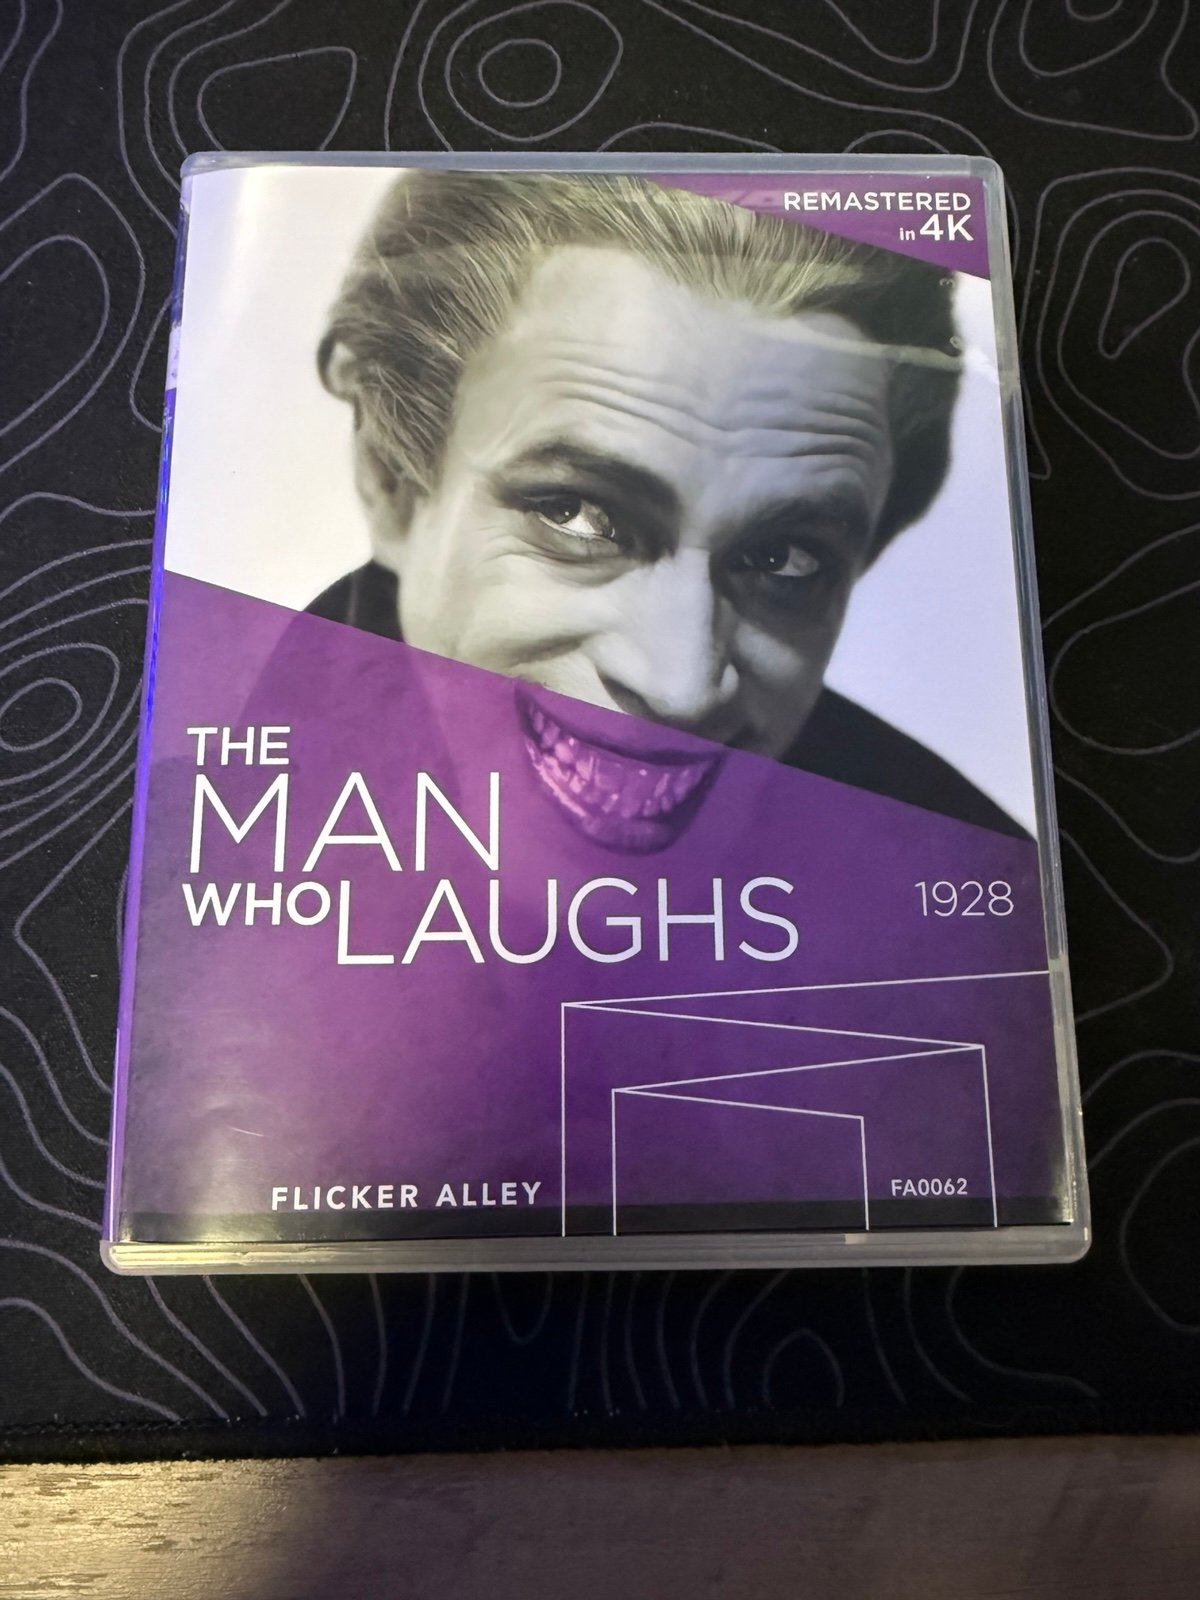 REMASTERED
in 4K
THE
MAN
WHO LAUGHS
1928
FLICKER ALLEY
FA0062